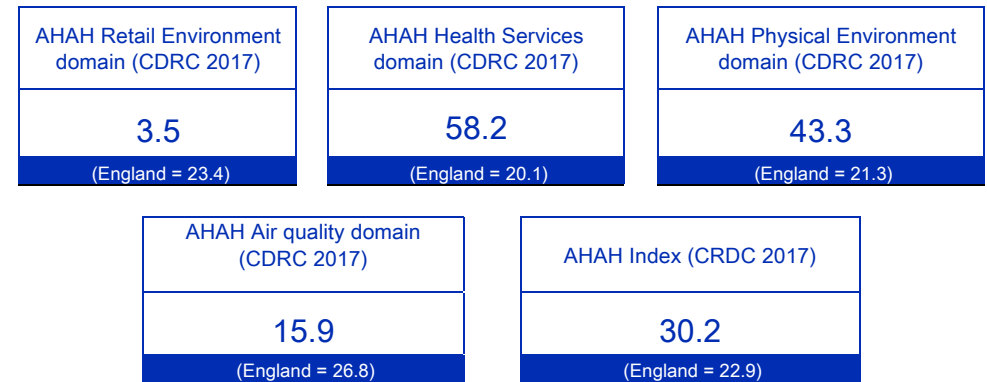 AHAH Retail Environment
domain (CDRC 2017)
3.5
(England = 23.4)
AHAH Health Services
domain (CDRC 2017)
58.2
(England = 20.1)
AHAH Physical Environment
domain (CDRC 2017)
43.3
(England = 21.3)
AHAH Air quality domain
(CDRC 2017)
15.9
(England = 26.8)
AHAH Index (CRDC 2017)
30.2
(England = 22.9)